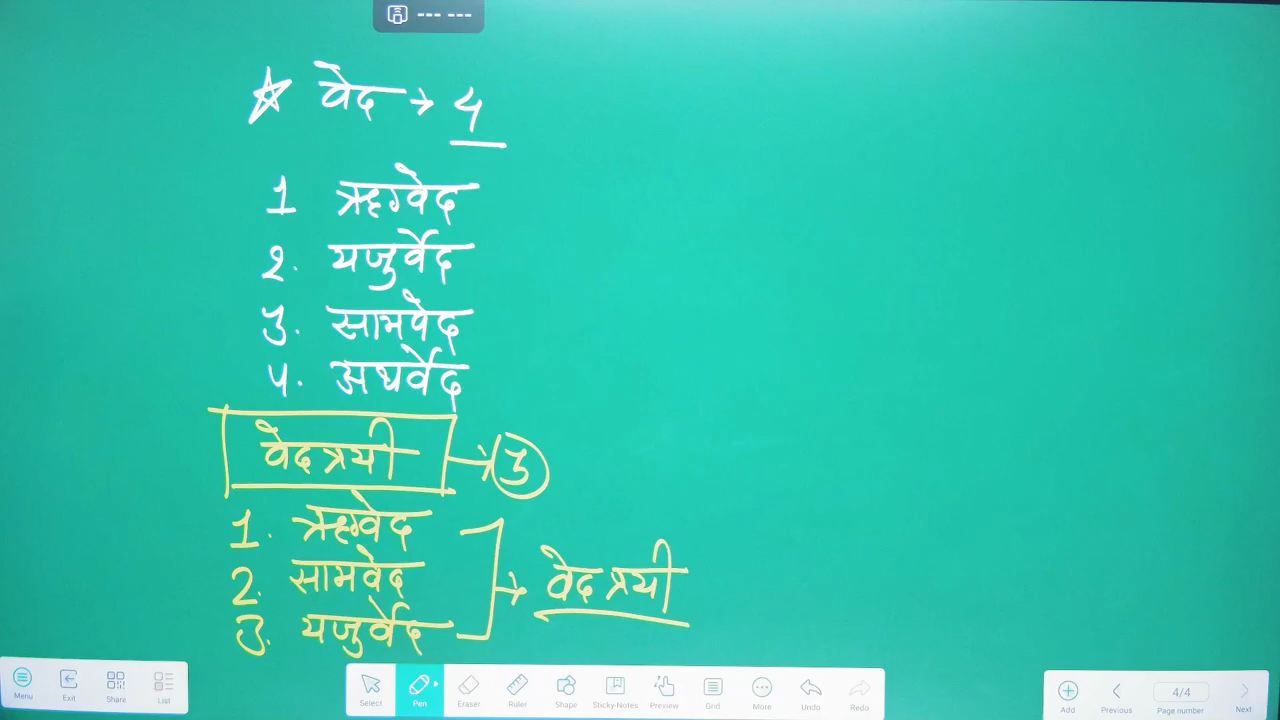 --- ---
☆ वेद → 4
1 ऋग्वेद
2. यजुर्वेद
3. सामवेद
4. अथर्वेद
वेदत्रयी → 3
1. ऋग्वेद
2. सामवेद → वेदत्रयी
3. यजुर्वेद
Menu Exit Share List Select Pen Eraser Ruler Shape Sticky-Notes Preview Grid More Undo Redo Add Previous 4/4 Page number Next